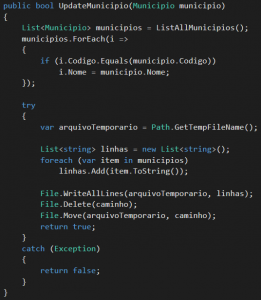 public bool UpdateMunicipio(Municipio municipio)
{
List<Municipio> municipios = ListAllMunicipios();
municipios.ForEach(i =>
{
if (i.Codigo.Equals(municipio.Codigo))
i.Nome = municipio.Nome;
});
try
{
var arquivoTemporario = Path.GetTempFileName();
List<string> linhas = new List<string>();
foreach (var item in municipios)
linhas.Add(item.ToString());
File.WriteAllLines(arquivoTemporario, linhas);
File.Delete(caminho);
File.Move(arquivoTemporario, caminho);
return true;
}
catch (Exception)
{
return false;
}
}